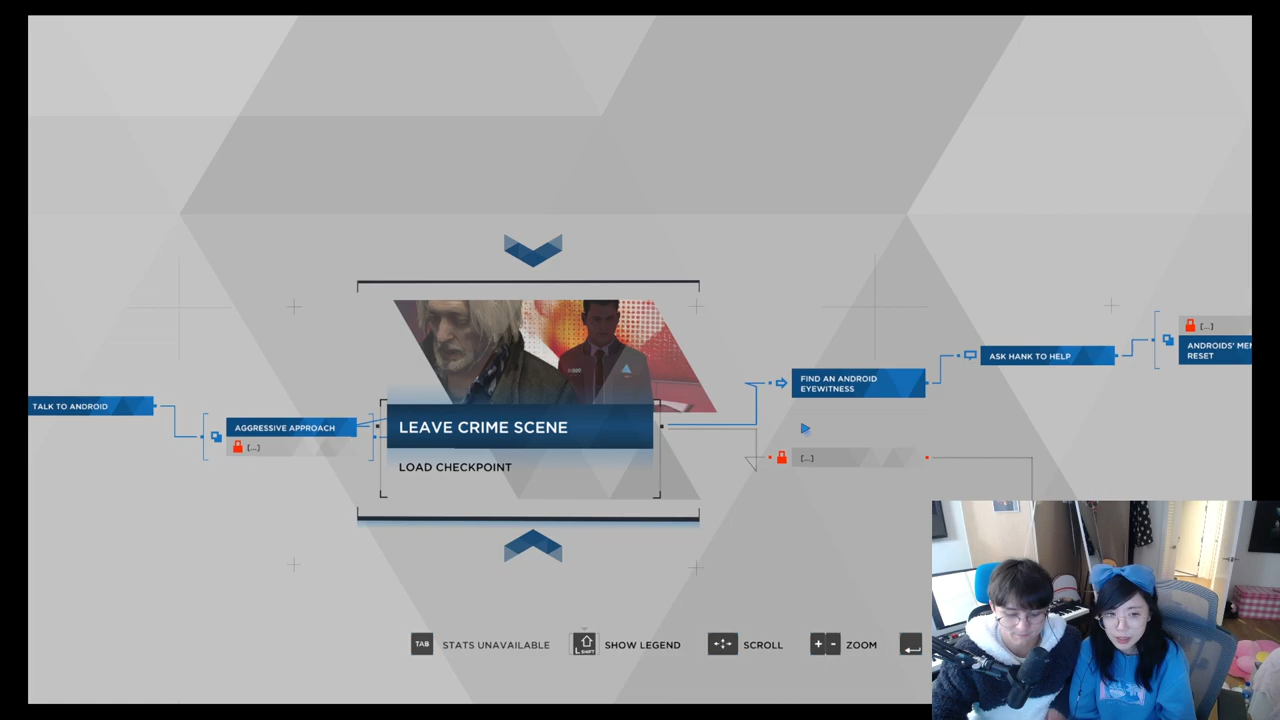 TALK TO ANDROID
AGGRESSIVE APPROACH
[...]
LEAVE CRIME SCENE
LOAD CHECKPOINT
FIND AN ANDROID
EYEWITNESS
[...]
ASK HANK TO HELP
[...]
ANDROIDS' MEM
RESET
TAB STATS UNAVAILABLE
L SHIFT SHOW LEGEND
SCROLL
+ - ZOOM